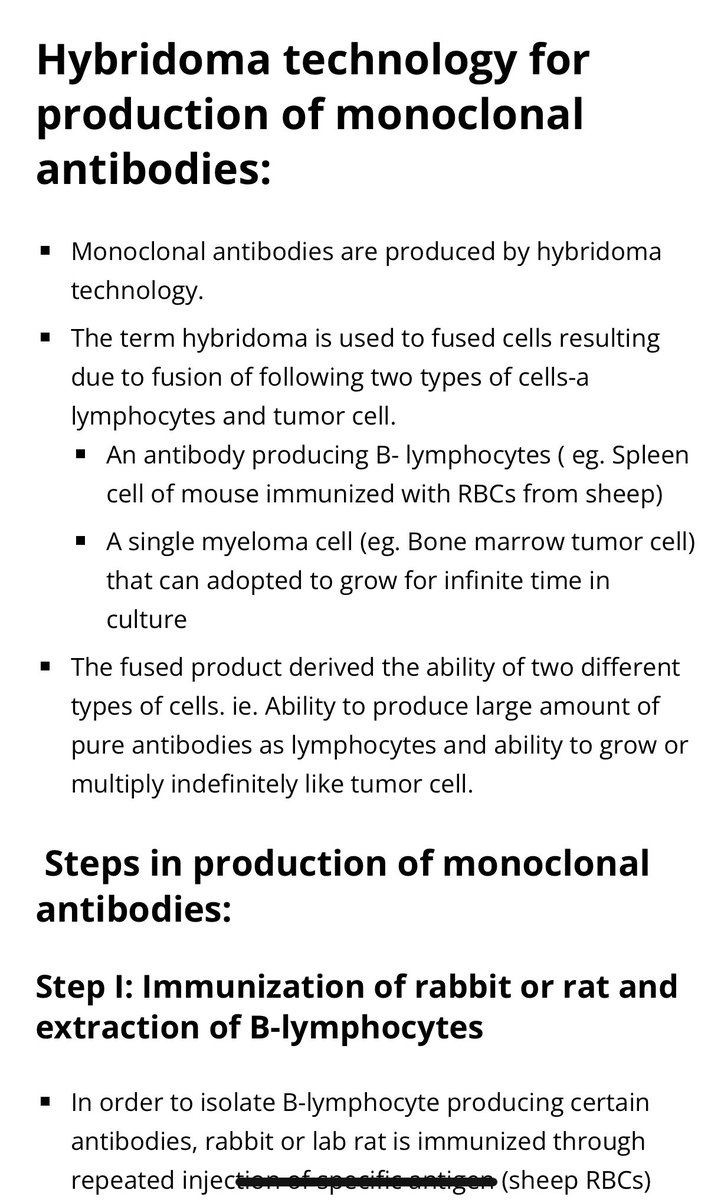 Hybridoma technology for
production of monoclonal
antibodies:
▪ Monoclonal antibodies are produced by hybridoma
technology.
▪ The term hybridoma is used to fused cells resulting
due to fusion of following two types of cells-a
lymphocytes and tumor cell.
▪ An antibody producing B- lymphocytes ( eg. Spleen
cell of mouse immunized with RBCs from sheep)
▪ A single myeloma cell (eg. Bone marrow tumor cell)
that can adopted to grow for infinite time in
culture
▪ The fused product derived the ability of two different
types of cells. ie. Ability to produce large amount of
pure antibodies as lymphocytes and ability to grow or
multiply indefinitely like tumor cell.
Steps in production of monoclonal
antibodies:
Step I: Immunization of rabbit or rat and
extraction of B-lymphocytes
▪ In order to isolate B-lymphocyte producing certain
antibodies, rabbit or lab rat is immunized through
repeated injection of specific antigen (sheep RBCs)